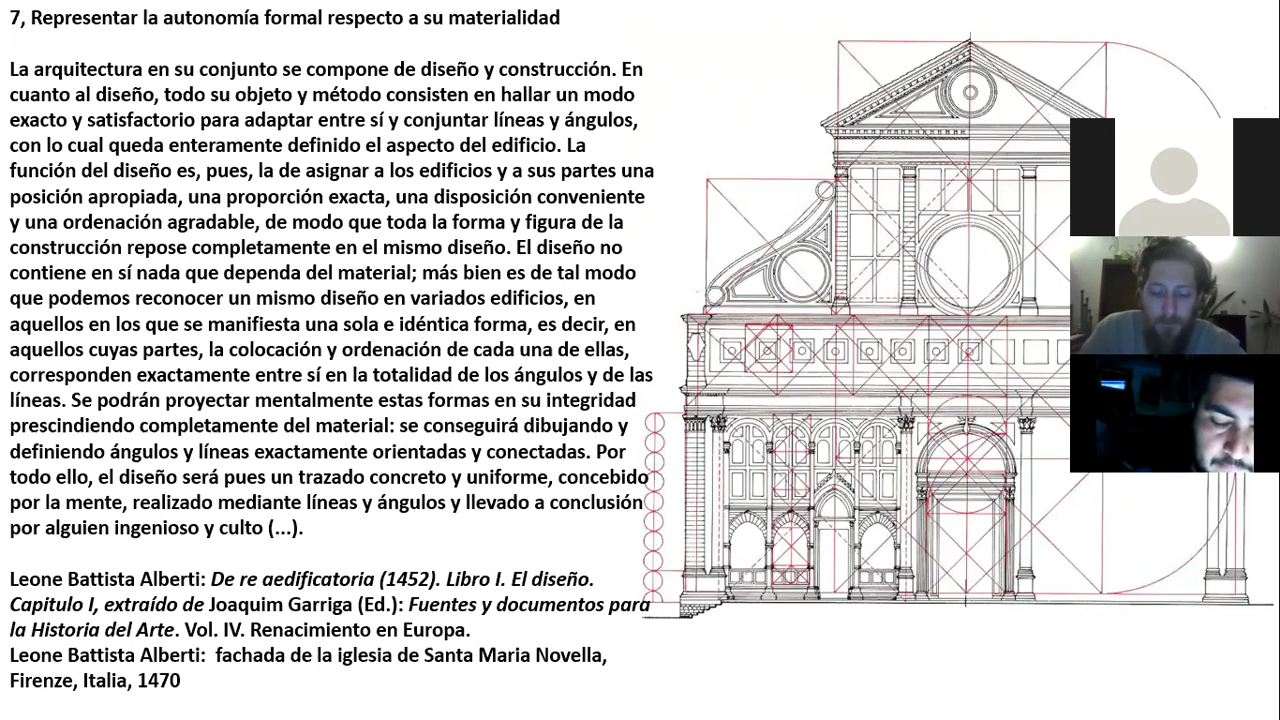 7, Representar la autonomía formal respecto a su materialidad
La arquitectura en su conjunto se compone de diseño y construcción. En
cuanto al diseño, todo su objeto y método consisten en hallar un modo
exacto y satisfactorio para adaptar entre sí y conjuntar líneas y ángulos,
con lo cual queda enteramente definido el aspecto del edificio. La
función del diseño es, pues, la de asignar a los edificios y a sus partes una
posición apropiada, una proporción exacta, una disposición conveniente
y una ordenación agradable, de modo que toda la forma y figura de la
construcción repose completamente en el mismo diseño. El diseño no
contiene en sí nada que dependa del material; más bien es de tal modo
que podemos reconocer un mismo diseño en variados edificios, en
aquellos en los que se manifiesta una sola e idéntica forma, es decir, en
aquellos cuyas partes, la colocación y ordenación de cada una de ellas,
corresponden exactamente entre sí en la totalidad de los ángulos y de las
líneas. Se podrán proyectar mentalmente estas formas en su integridad
prescindiendo completamente del material: se conseguirá dibujando y
definiendo ángulos y líneas exactamente orientadas y conectadas. Por
todo ello, el diseño será pues un trazado concreto y uniforme, concebido
por la mente, realizado mediante líneas y ángulos y llevado a conclusión
por alguien ingenioso y culto (...).
Leone Battista Alberti: De re aedificatoria (1452). Libro I. El diseño.
Capitulo I, extraído de Joaquim Garriga (Ed.): Fuentes y documentos para
la Historia del Arte. Vol. IV. Renacimiento en Europa.
Leone Battista Alberti:  fachada de la iglesia de Santa Maria Novella,
Firenze, Italia, 1470